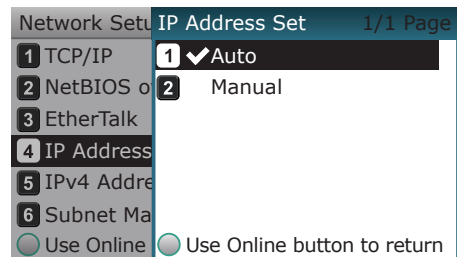 Network Setu
1 TCP/IP
2 NetBIOS o
3 EtherTalk
4 IP Address
5 IPv4 Addre
6 Subnet Ma
Use Online
IP Address Set 1/1 Page
1 ✔Auto
2 Manual
Use Online button to return